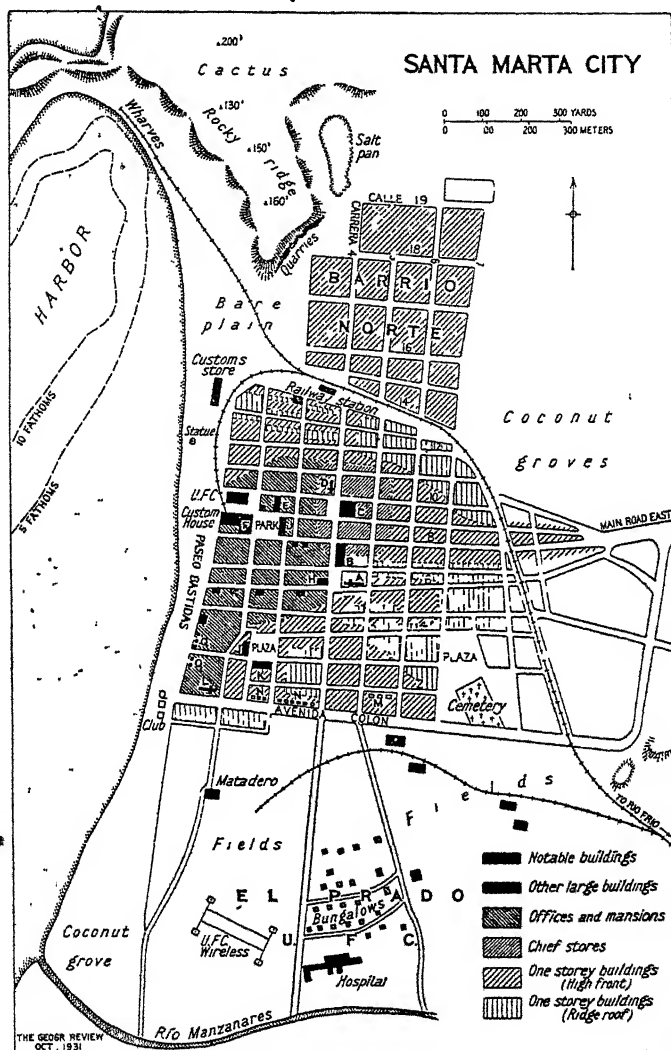 SANTA MARTA CITY
0 100 200 300 YARDS
0 100 200 300 METERS
200'
Cactus
130'
Rocky
ridge
150'
160'
Salt
pan
Wharves
Quarries
HARBOR
10 FATHOMS
5 FATHOMS
CALLE 19
CARRERA 4
18
BARRIO
NORTE
16
Bare
plain
Customs
store
Railway station
Statue
Coconut
groves
U.F.C.
Custom
House
PARK
MAIN ROAD EAST
PASEO BASTIDAS
B
A
H
PLAZA
PLAZA
K
N
N
M
AVENIDA COLON
Cemetery
Club
Matadero
Fields
Fields
TO RIO FRIO
EL PRADO
Bungalows
U. F. C.
U.F.C.
Wireless
Hospital
Coconut
grove
Río Manzanares
Notable buildings
Other large buildings
Offices and mansions
Chief stores
One storey buildings
(High front)
One storey buildings
(Ridge roof)
THE GEOGR REVIEW
OCT. 1931